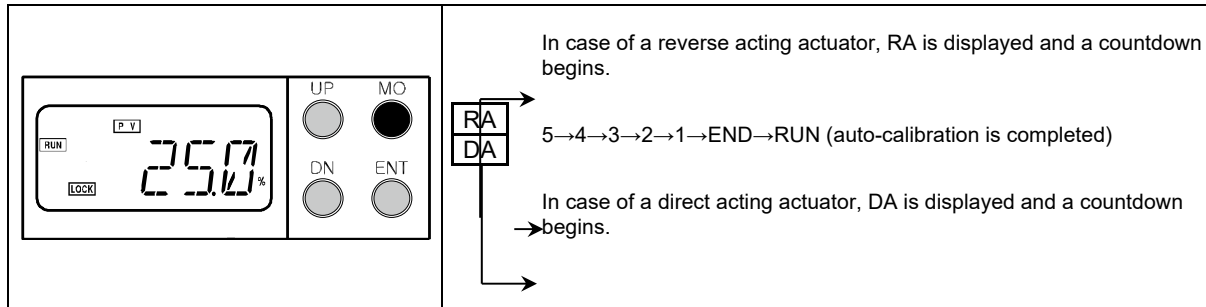 UP MO
P V
RUN
25.0 %
LOCK
DN ENT
RA
DA
In case of a reverse acting actuator, RA is displayed and a countdown
begins.
5→4→3→2→1→END→RUN (auto-calibration is completed)
In case of a direct acting actuator, DA is displayed and a countdown
begins.